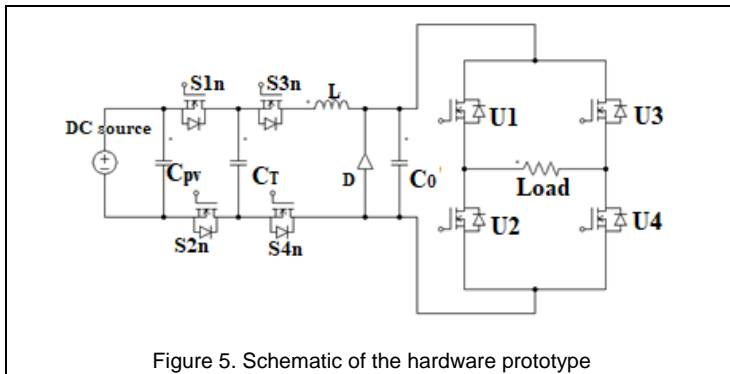 S1n
S3n
L
DC source
U1
U3
Cpv
CT
D
C0
Load
S2n
S4n
U2
U4
Figure 5. Schematic of the hardware prototype